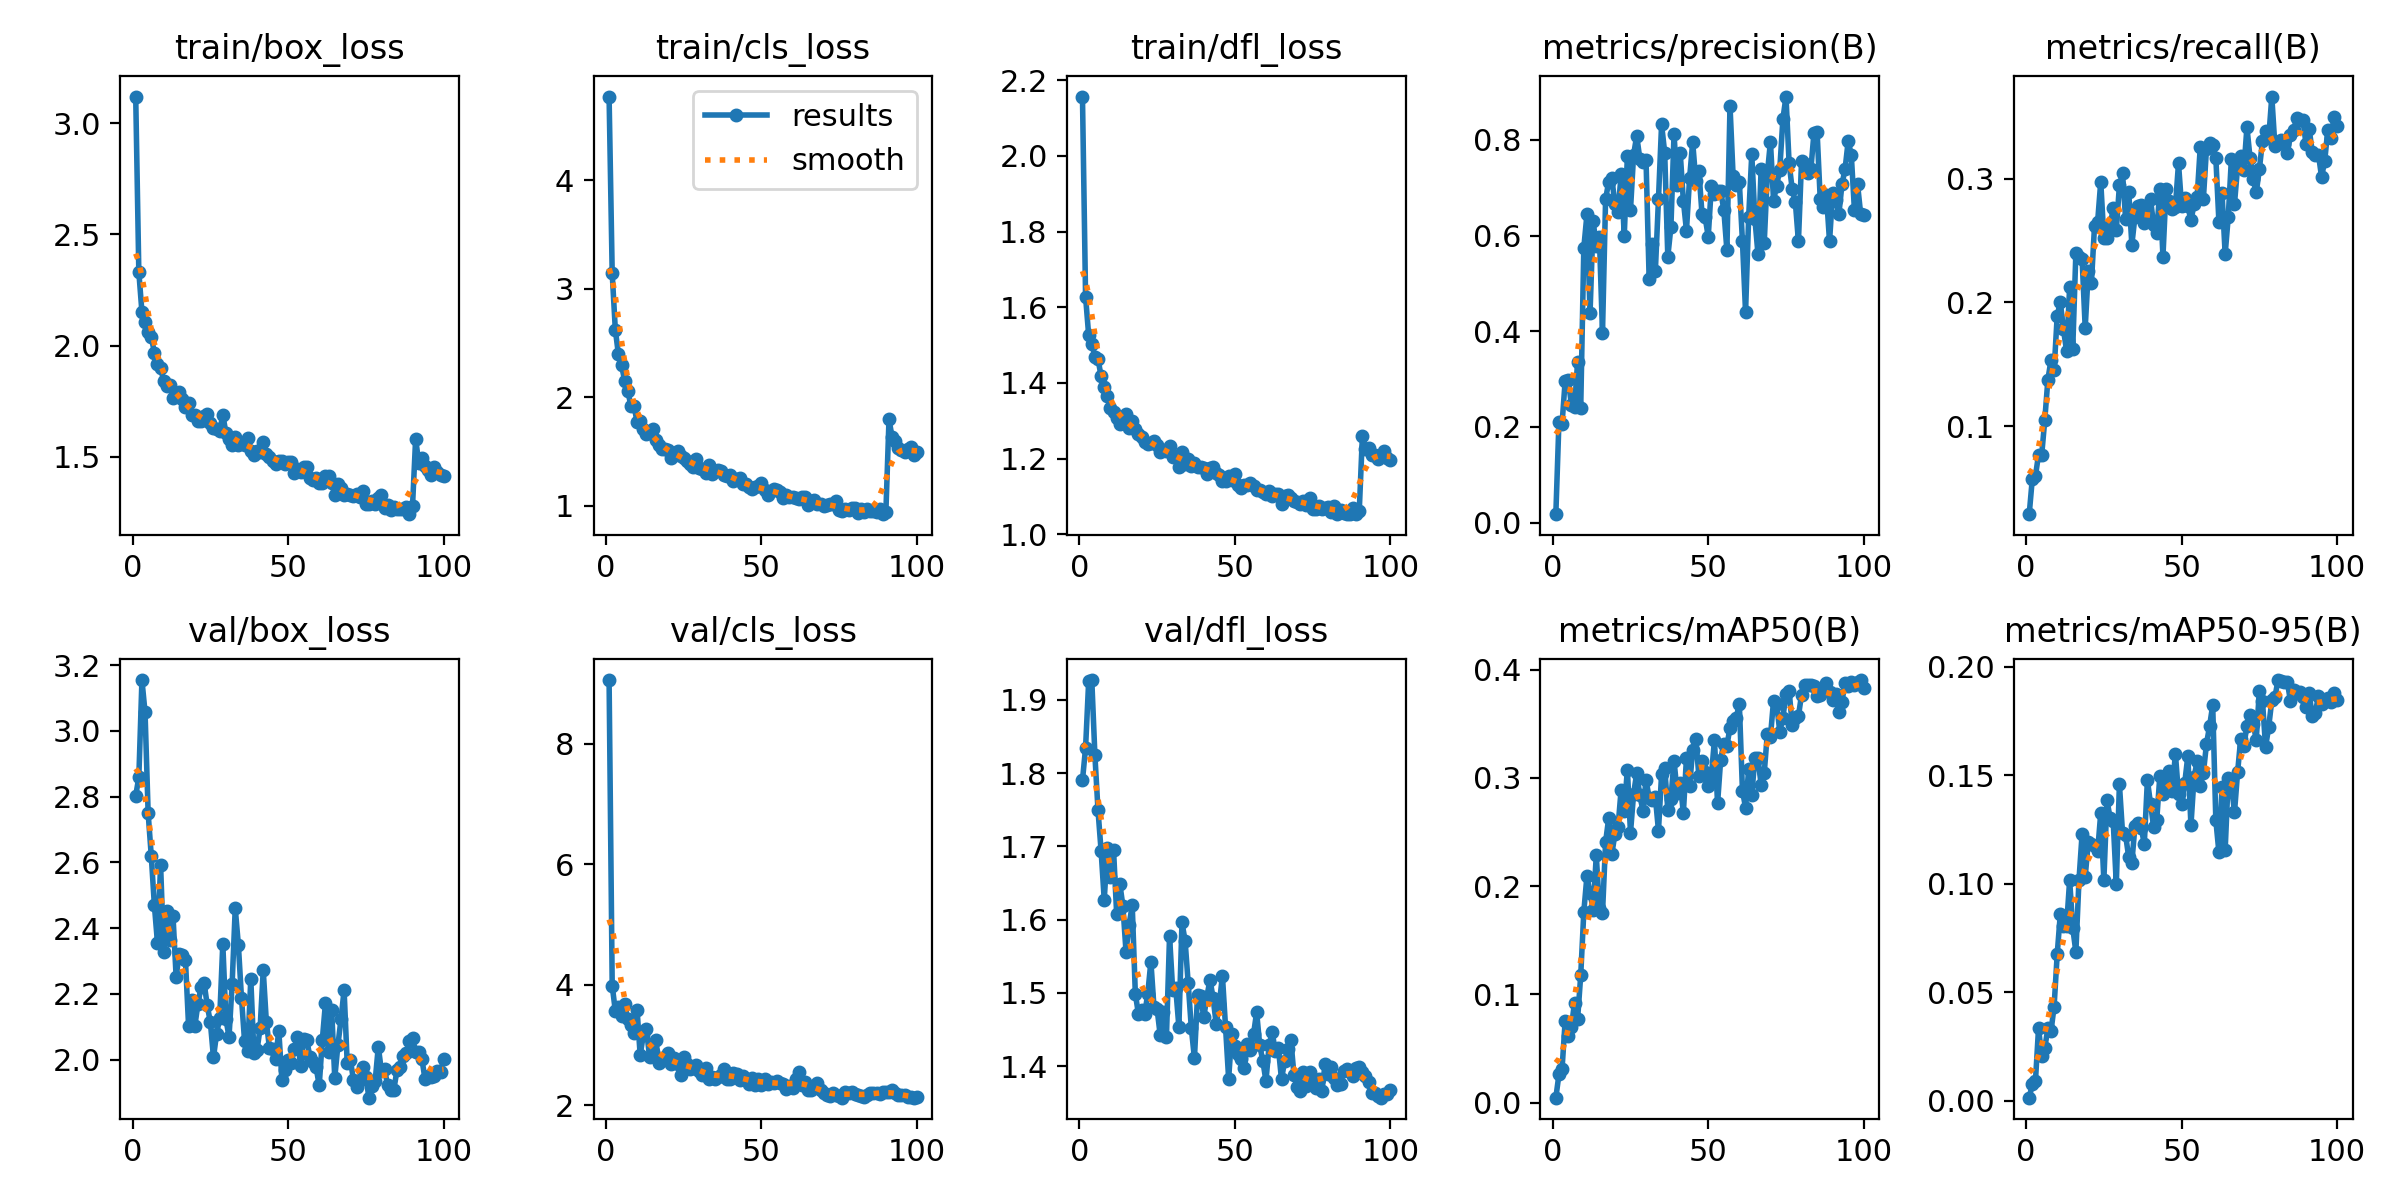 train/box_loss
train/cls_loss
train/dfl_loss
metrics/precision(B)
metrics/recall(B)
3.0
2.5
2.0
1.5
0 50 100
results
smooth
4
3
2
1
0 50 100
2.2
2.0
1.8
1.6
1.4
1.2
1.0
0 50 100
0.8
0.6
0.4
0.2
0.0
0 50 100
0.3
0.2
0.1
0 50 100
val/box_loss
val/cls_loss
val/dfl_loss
metrics/mAP50(B)
metrics/mAP50-95(B)
3.2
3.0
2.8
2.6
2.4
2.2
2.0
0 50 100
8
6
4
2
0 50 100
1.9
1.8
1.7
1.6
1.5
1.4
0 50 100
0.4
0.3
0.2
0.1
0.0
0 50 100
0.20
0.15
0.10
0.05
0.00
0 50 100